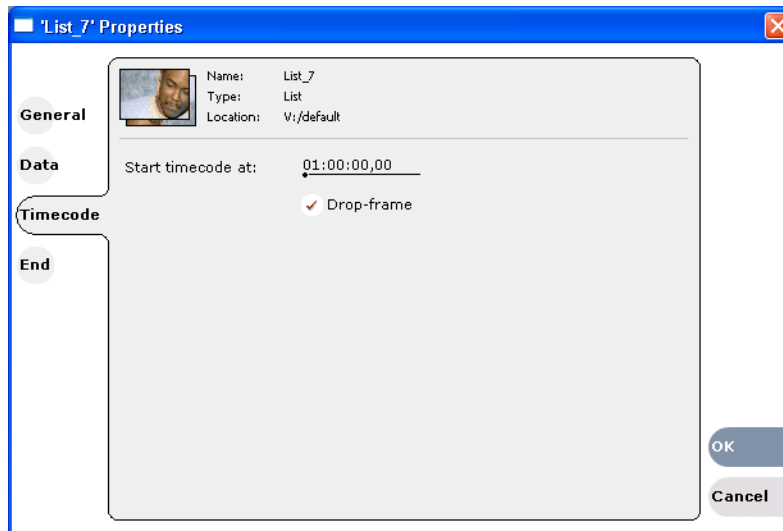 'List_7' Properties
Name: List_7
Type: List
Location: V:/default
General
Data
Timecode
End
Start timecode at: 01:00:00,00
Drop-frame
OK
Cancel